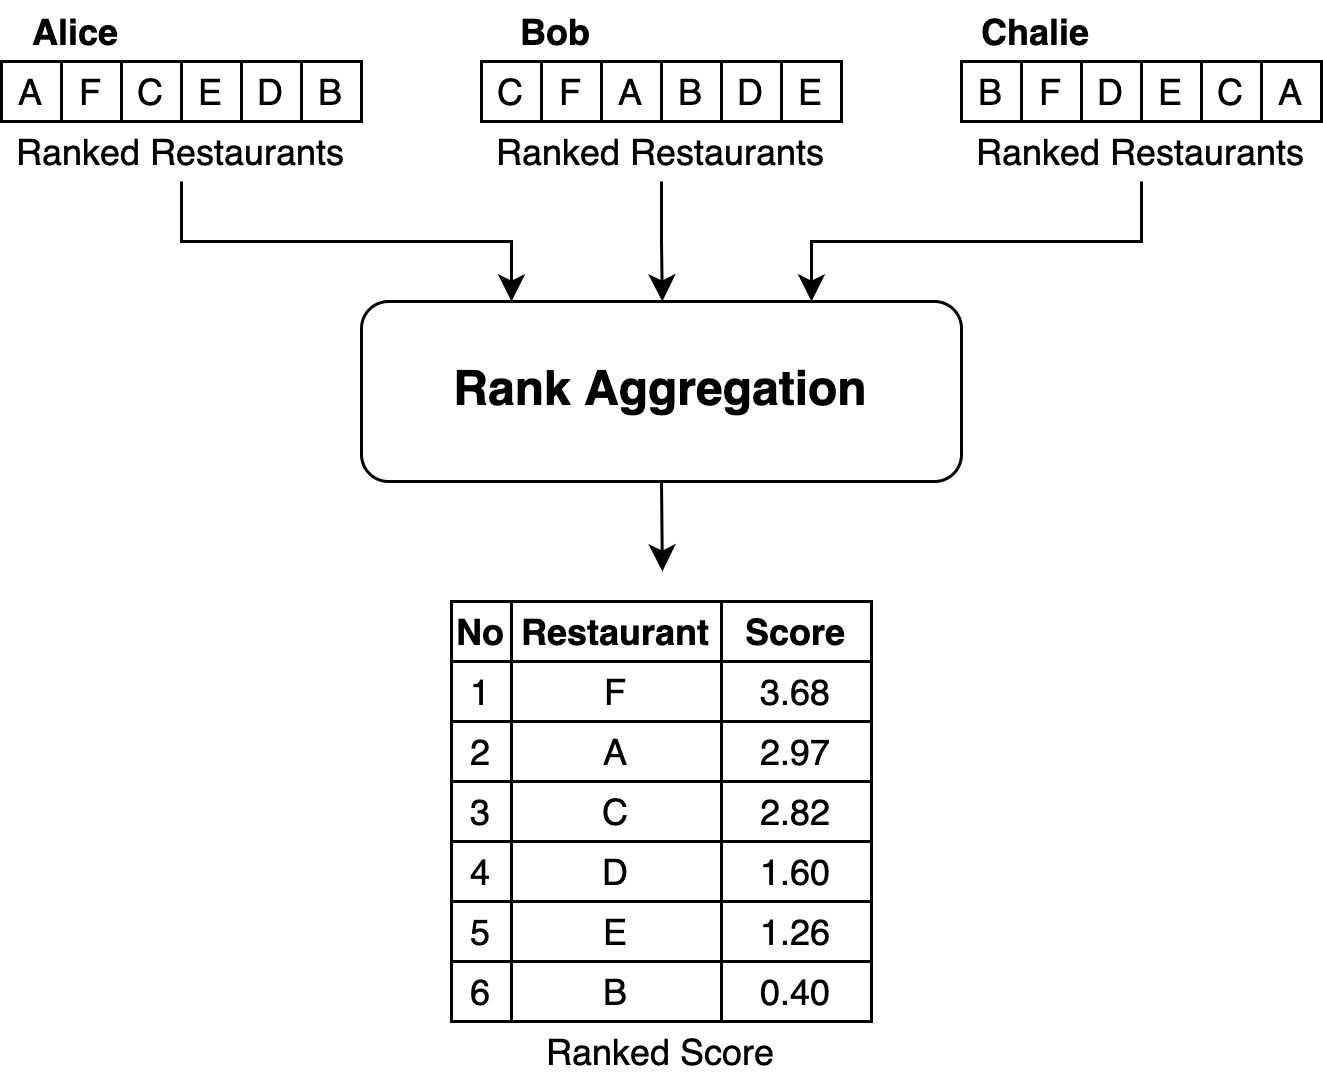 Alice Bob Chalie
A F C E D B C F A B D E B F D E C A
Ranked Restaurants Ranked Restaurants Ranked Restaurants
Rank Aggregation
No Restaurant Score
1 F 3.68
2 A 2.97
3 C 2.82
4 D 1.60
5 E 1.26
6 B 0.40
Ranked Score